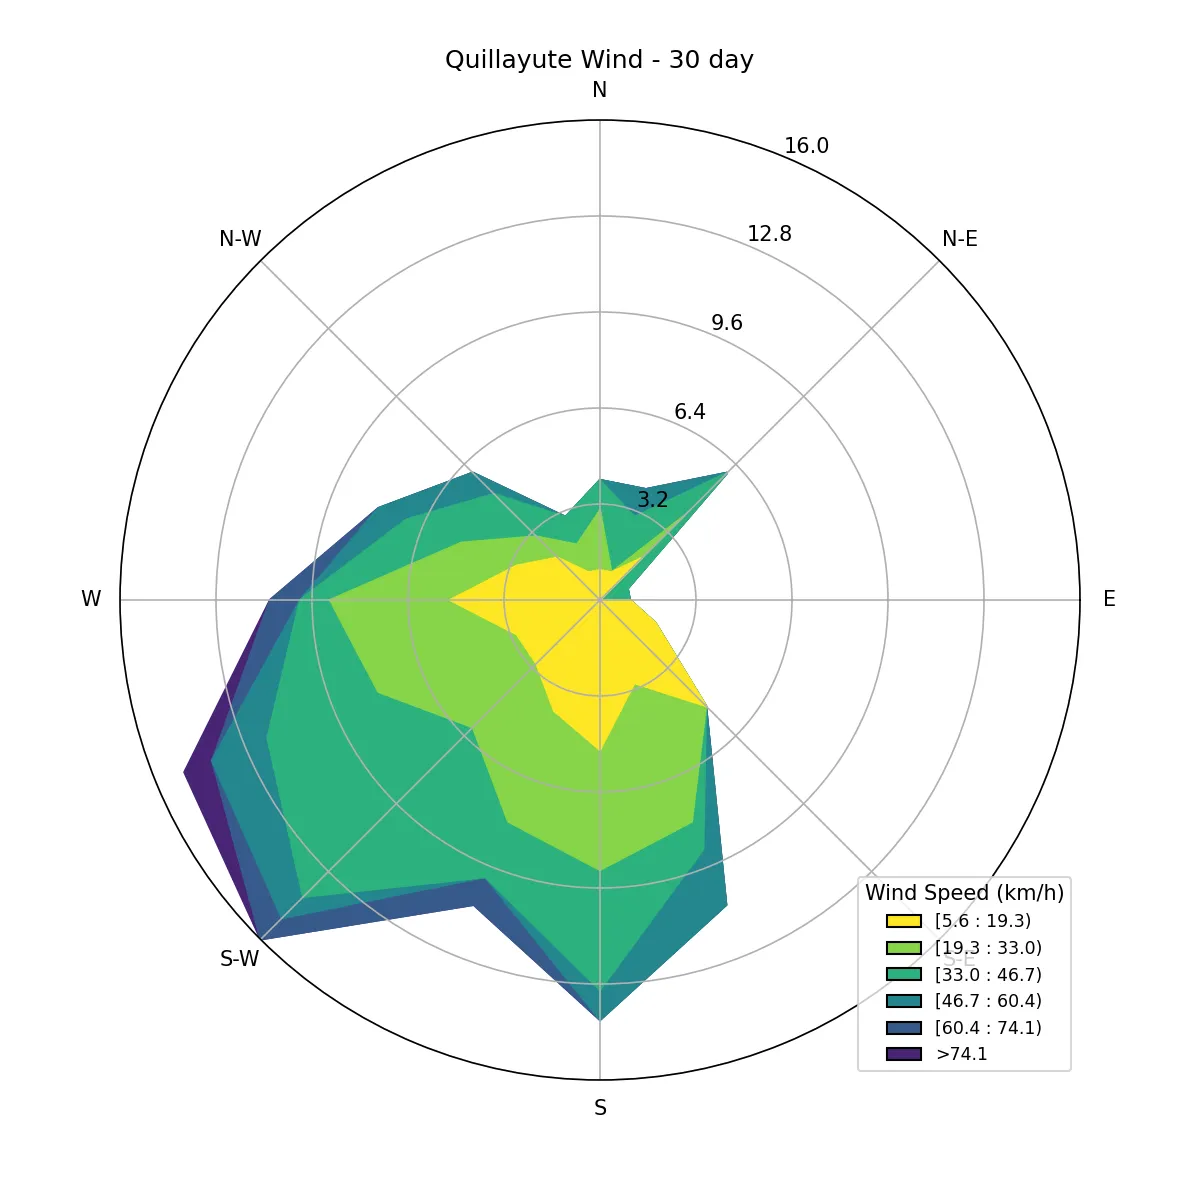 Quillayute Wind - 30 day
N
16.0
12.8
N-W
N-E
9.6
6.4
3.2
W
E
S-W
S-E
Wind Speed (km/h)
[5.6 : 19.3)
[19.3 : 33.0)
[33.0 : 46.7)
[46.7 : 60.4)
[60.4 : 74.1)
>74.1
S